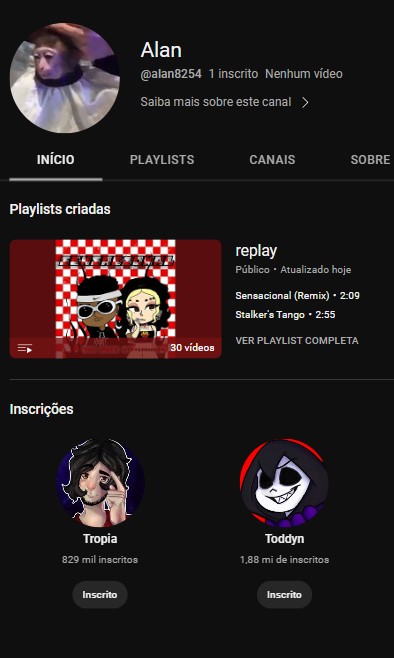 Alan
@alan8254 1 inscrito Nenhum vídeo
Saiba mais sobre este canal
INÍCIO PLAYLISTS CANAIS SOBRE
Playlists criadas
replay
Público • Atualizado hoje
Sensacional (Remix) • 2:09
Stalker's Tango • 2:55
VER PLAYLIST COMPLETA
30 vídeos
Inscrições
Tropia
829 mil inscritos
Inscrito
Toddyn
1,88 mi de inscritos
Inscrito